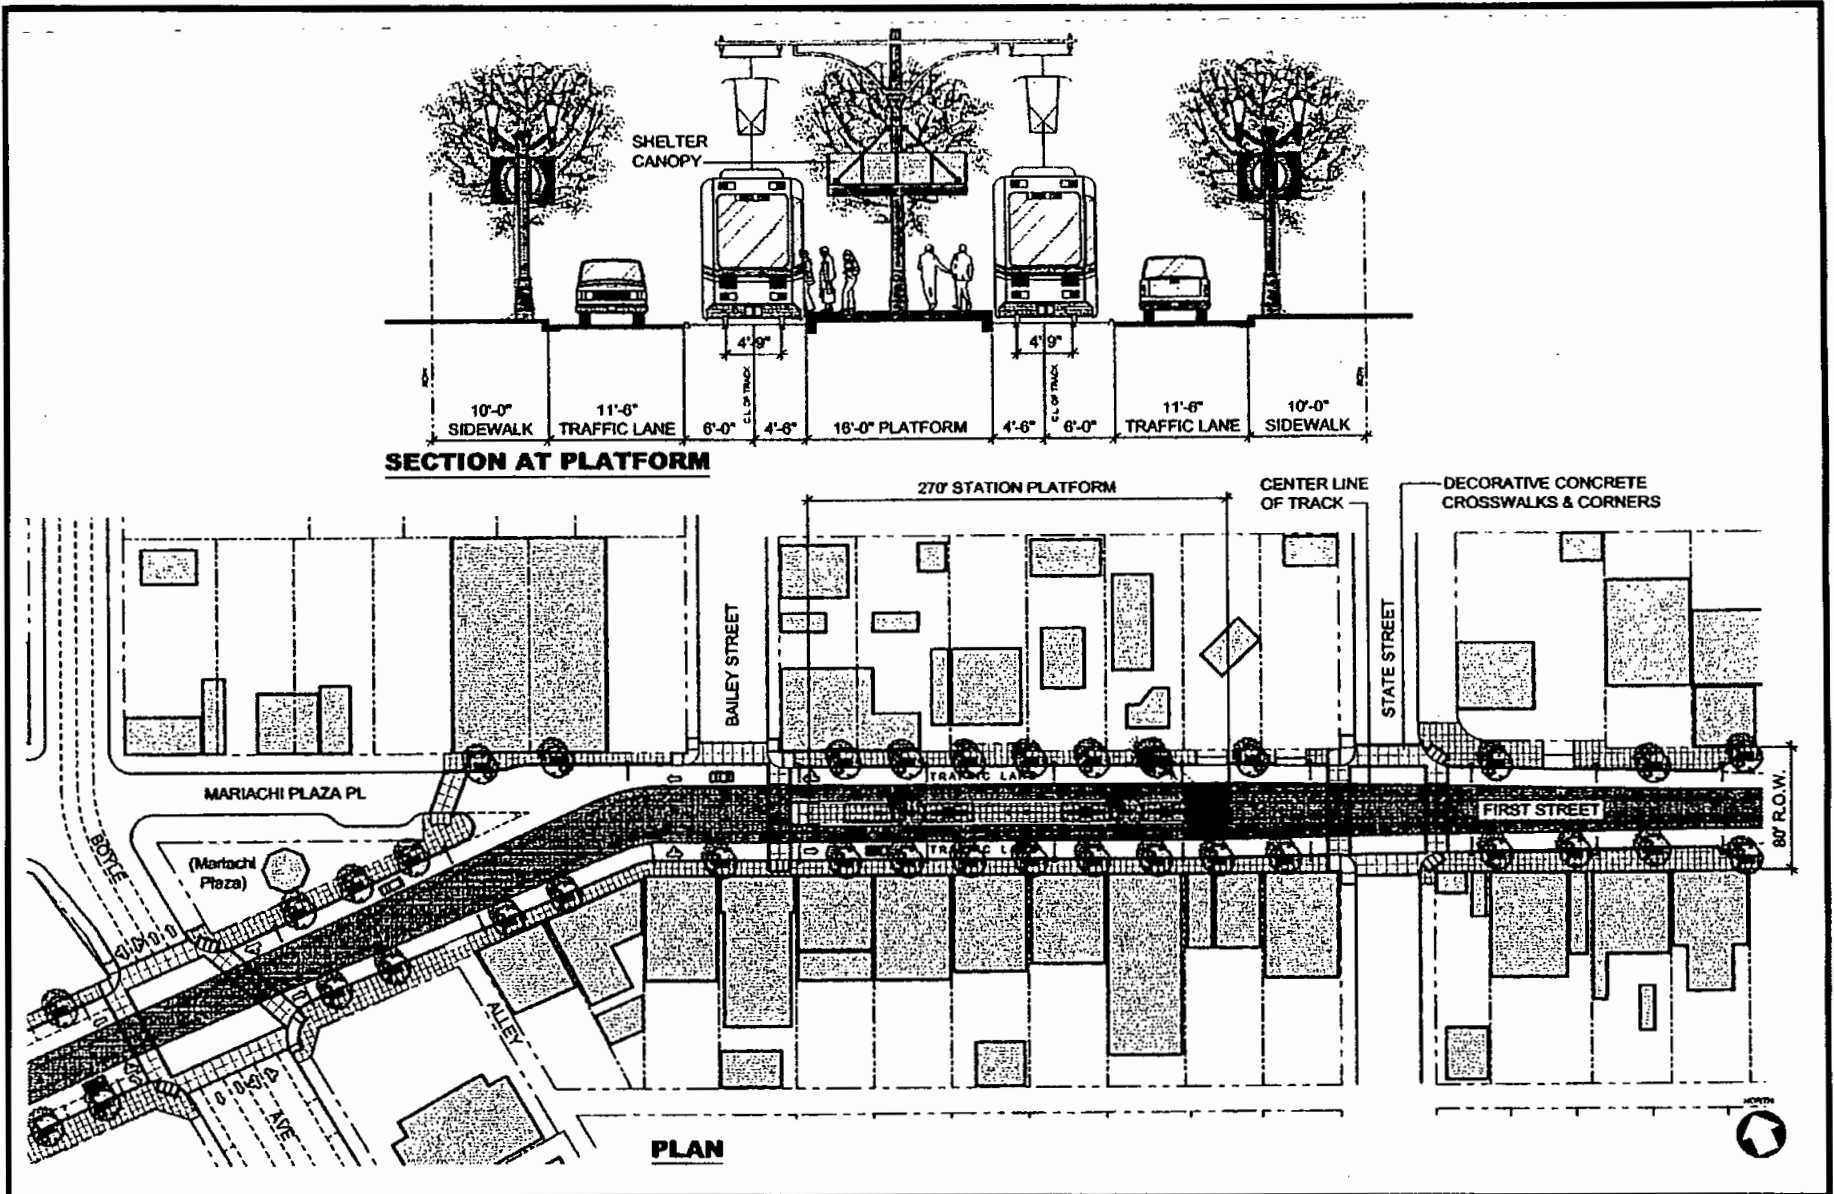 SHELTER
CANOPY
4'-9"
4'-9"
ROW
C.L. OF TRACK
C.L. OF TRACK
ROW
10'-0"
SIDEWALK
11'-6"
TRAFFIC LANE
6'-0"
4'-6"
16'-0" PLATFORM
4'-6"
6'-0"
11'-6"
TRAFFIC LANE
10'-0"
SIDEWALK
SECTION AT PLATFORM
270' STATION PLATFORM
CENTER LINE
OF TRACK
DECORATIVE CONCRETE
CROSSWALKS & CORNERS
BAILEY STREET
STATE STREET
MARIACHI PLAZA PL
TRAFFIC LANE
FIRST STREET
80' R.O.W.
BOYLE
(Mariachi
Plaza)
TRAFFIC L
ALLEY
AVE
NORTH
PLAN